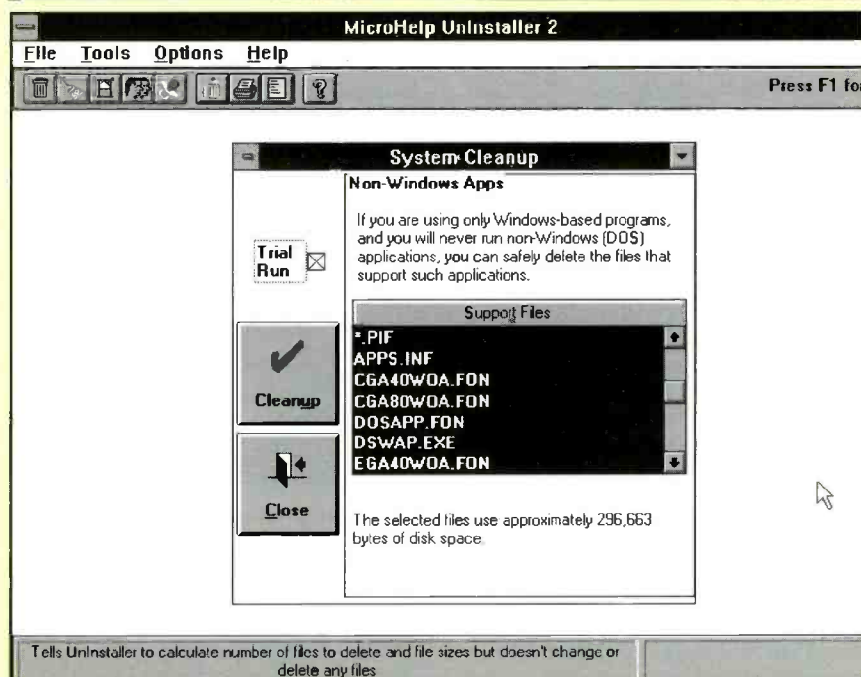 MicroHelp UnInstaller 2
File Tools Options Help
Press F1 for
System Cleanup
Non-Windows Apps
If you are using only Windows-based programs,
and you will never run non-Windows (DOS)
applications, you can safely delete the files that
support such applications.
Trial
Run
Support Files
*.PIF
APPS.INF
CGA40WOA.FON
CGA80WOA.FON
DOSAPP.FON
DSWAP.EXE
EGA40WOA.FON
Cleanup
Close
The selected files use approximately 296,663
bytes of disk space.
Tells UnInstaller to calculate number of files to delete and file sizes but doesn't change or
delete any files